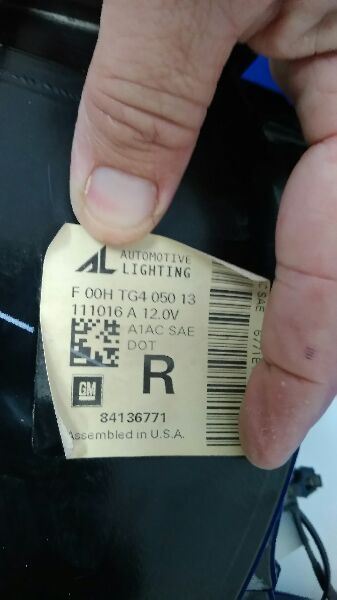 AL AUTOMOTIVE
LIGHTING
F 00H TG4 050 13
111016 A 12.0V
A1AC SAE
DOT
R
GM
84136771
Assembled in U.S.A.